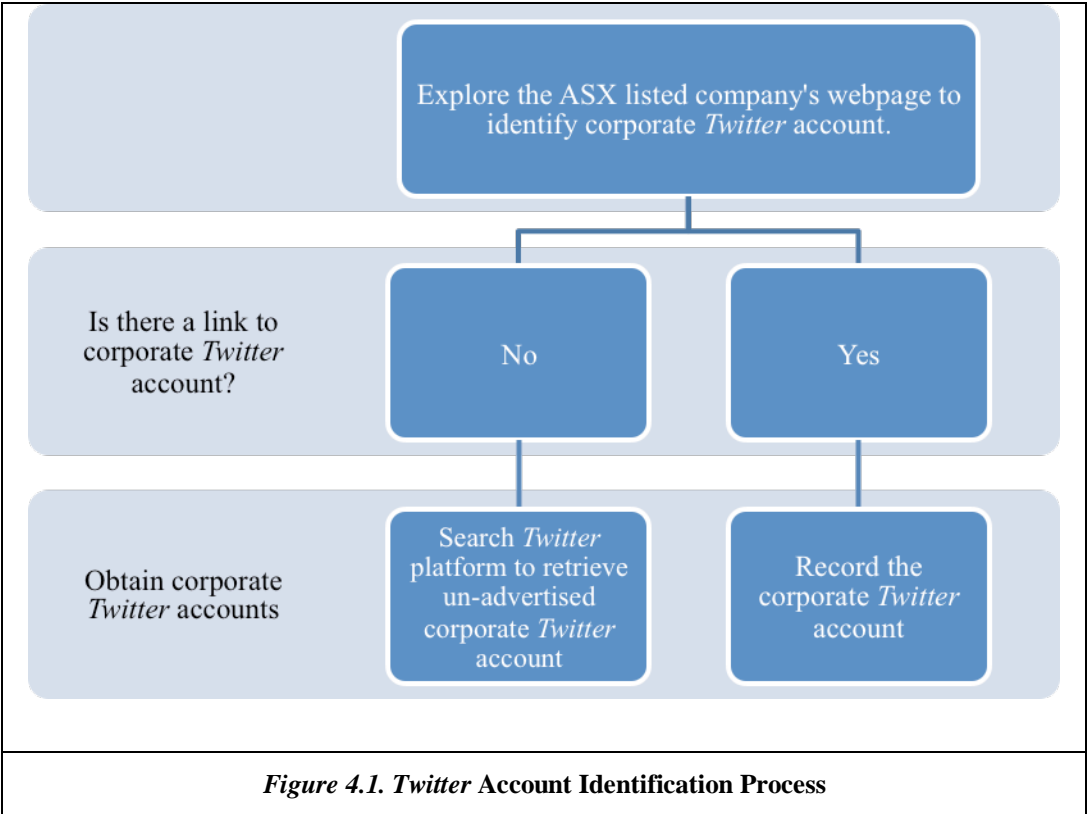 Explore the ASX listed company's webpage to
identify corporate Twitter account.
Is there a link to
corporate Twitter
account?
No
Yes
Obtain corporate
Twitter accounts
Search Twitter
platform to retrieve
un-advertised
corporate Twitter
account
Record the
corporate Twitter
account
Figure 4.1. Twitter Account Identification Process